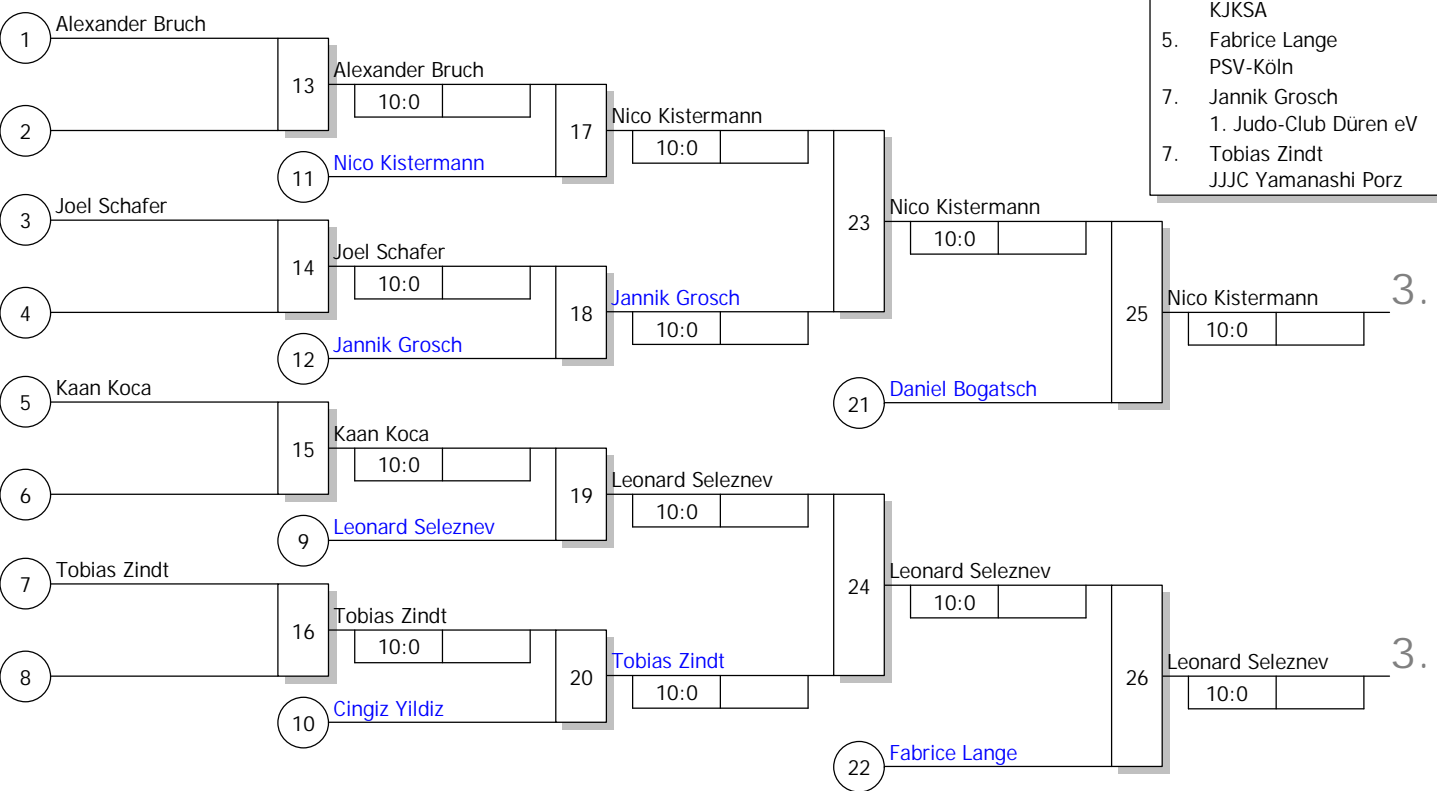 KJKSA
5. Fabrice Lange
PSV-Köln
7. Jannik Grosch
1. Judo-Club Düren eV
7. Tobias Zindt
JJJC Yamanashi Porz
1 Alexander Bruch
13 Alexander Bruch
10:0
2
17 Nico Kistermann
10:0
11 Nico Kistermann
3 Joel Schafer
23 Nico Kistermann
10:0
14 Joel Schafer
10:0
4
18 Jannik Grosch
10:0
12 Jannik Grosch
25 Nico Kistermann 3.
10:0
21 Daniel Bogatsch
5 Kaan Koca
15 Kaan Koca
10:0
6
19 Leonard Seleznev
10:0
9 Leonard Seleznev
7 Tobias Zindt
24 Leonard Seleznev
10:0
16 Tobias Zindt
10:0
8
20 Tobias Zindt
10:0
10 Cingiz Yildiz
26 Leonard Seleznev 3.
10:0
22 Fabrice Lange